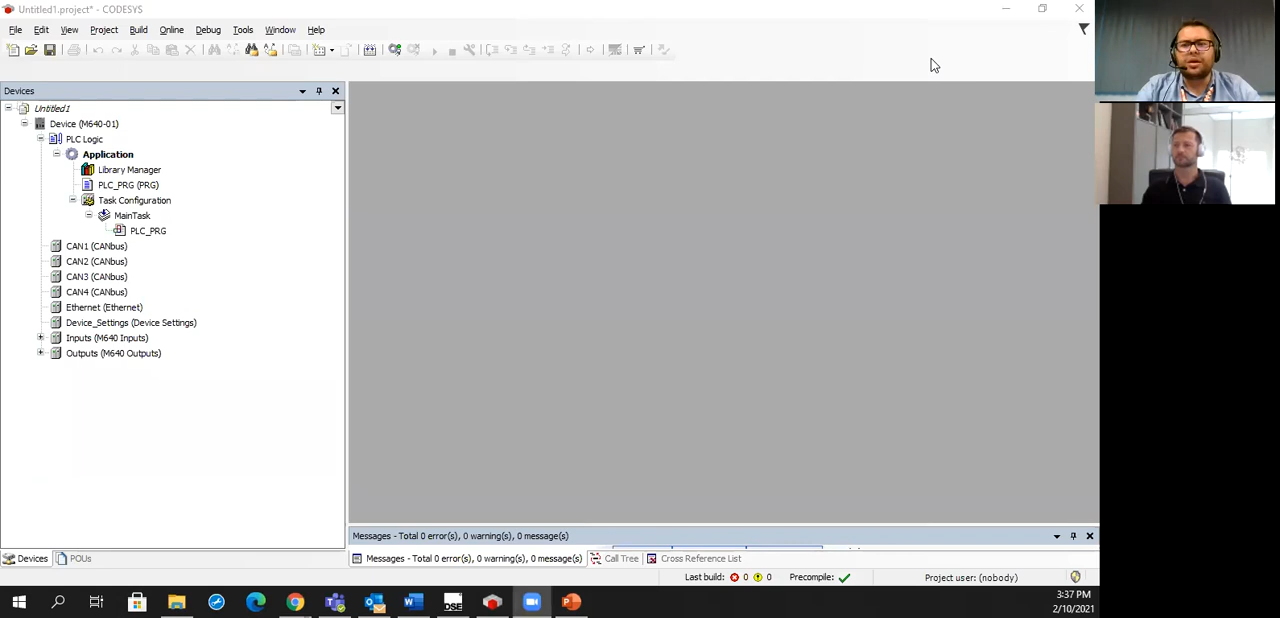 Untitled1.project* - CODESYS
File Edit View Project Build Online Debug Tools Window Help
Devices
Untitled1
Device (M640-01)
PLC Logic
Application
Library Manager
PLC_PRG (PRG)
Task Configuration
MainTask
PLC_PRG
CAN1 (CANbus)
CAN2 (CANbus)
CAN3 (CANbus)
CAN4 (CANbus)
Ethernet (Ethernet)
Device_Settings (Device Settings)
Inputs (M640 Inputs)
Outputs (M640 Outputs)
Messages - Total 0 error(s), 0 warning(s), 0 message(s)
Devices POUs Messages - Total 0 error(s), 0 warning(s), 0 message(s) Call Tree Cross Reference List
Last build: 0 0 Precompile: Project user: (nobody)
DSE
3:37 PM
2/10/2021